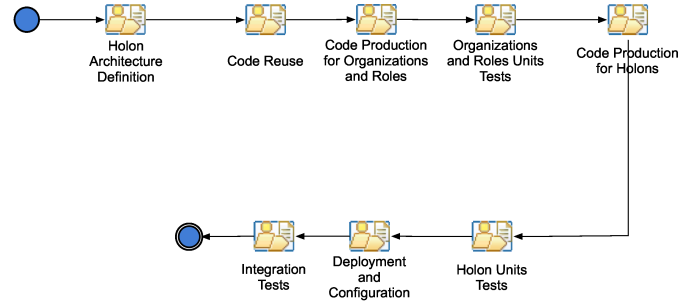 Holon
Architecture
Definition
Code Reuse
Code Production
for Organizations
and Roles
Organizations
and Roles Units
Tests
Code Production
for Holons
Integration
Tests
Deployment
and
Configuration
Holon Units
Tests